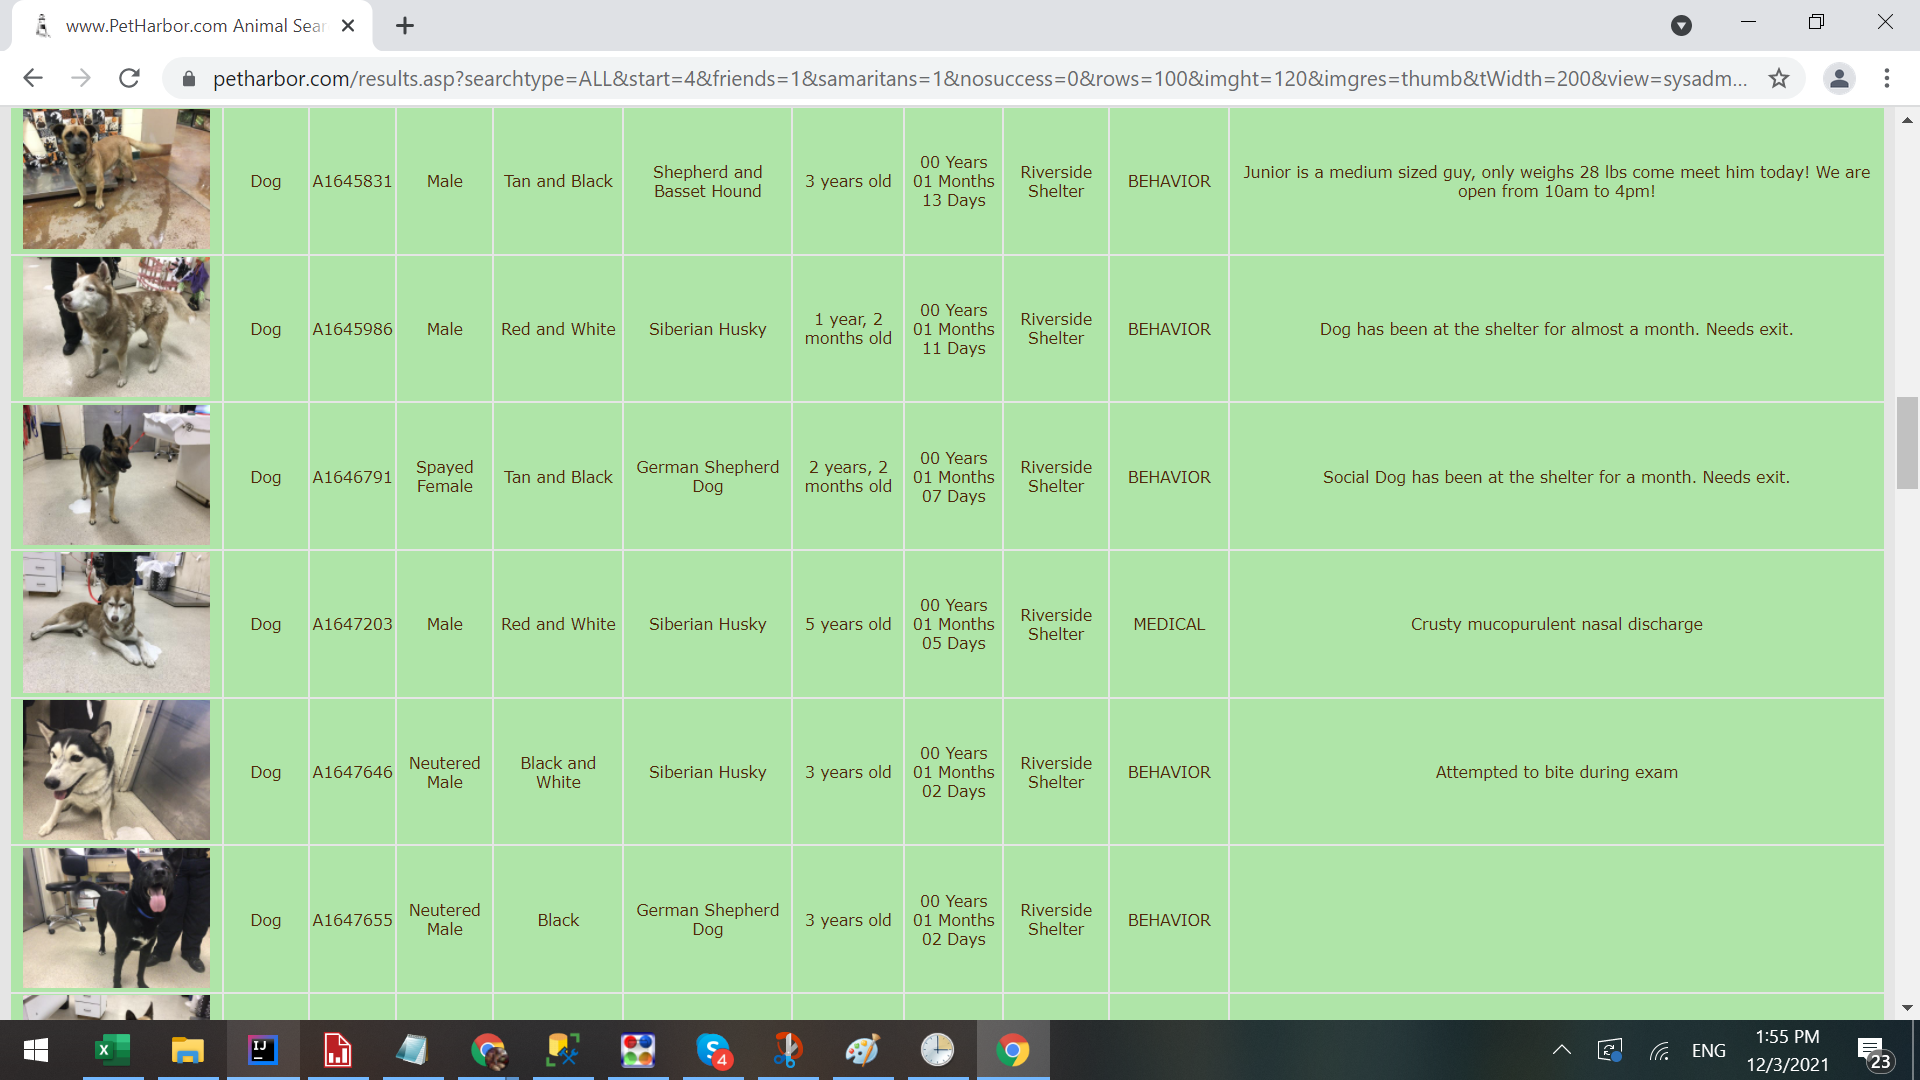 www.PetHarbor.com Animal Sear
petharbor.com/results.asp?searchtype=ALL&start=4&friends=1&samaritans=1&nosuccess=0&rows=100&imght=120&imgres=thumb&tWidth=200&view=sysadm...
Dog A1645831 Male Tan and Black Shepherd and Basset Hound 3 years old 00 Years 01 Months 13 Days Riverside Shelter BEHAVIOR Junior is a medium sized guy, only weighs 28 lbs come meet him today! We are open from 10am to 4pm!
Dog A1645986 Male Red and White Siberian Husky 1 year, 2 months old 00 Years 01 Months 11 Days Riverside Shelter BEHAVIOR Dog has been at the shelter for almost a month. Needs exit.
Dog A1646791 Spayed Female Tan and Black German Shepherd Dog 2 years, 2 months old 00 Years 01 Months 07 Days Riverside Shelter BEHAVIOR Social Dog has been at the shelter for a month. Needs exit.
Dog A1647203 Male Red and White Siberian Husky 5 years old 00 Years 01 Months 05 Days Riverside Shelter MEDICAL Crusty mucopurulent nasal discharge
Dog A1647646 Neutered Male Black and White Siberian Husky 3 years old 00 Years 01 Months 02 Days Riverside Shelter BEHAVIOR Attempted to bite during exam
Dog A1647655 Neutered Male Black German Shepherd Dog 3 years old 00 Years 01 Months 02 Days Riverside Shelter BEHAVIOR
X
IJ
S 4
ENG
1:55 PM
12/3/2021
23